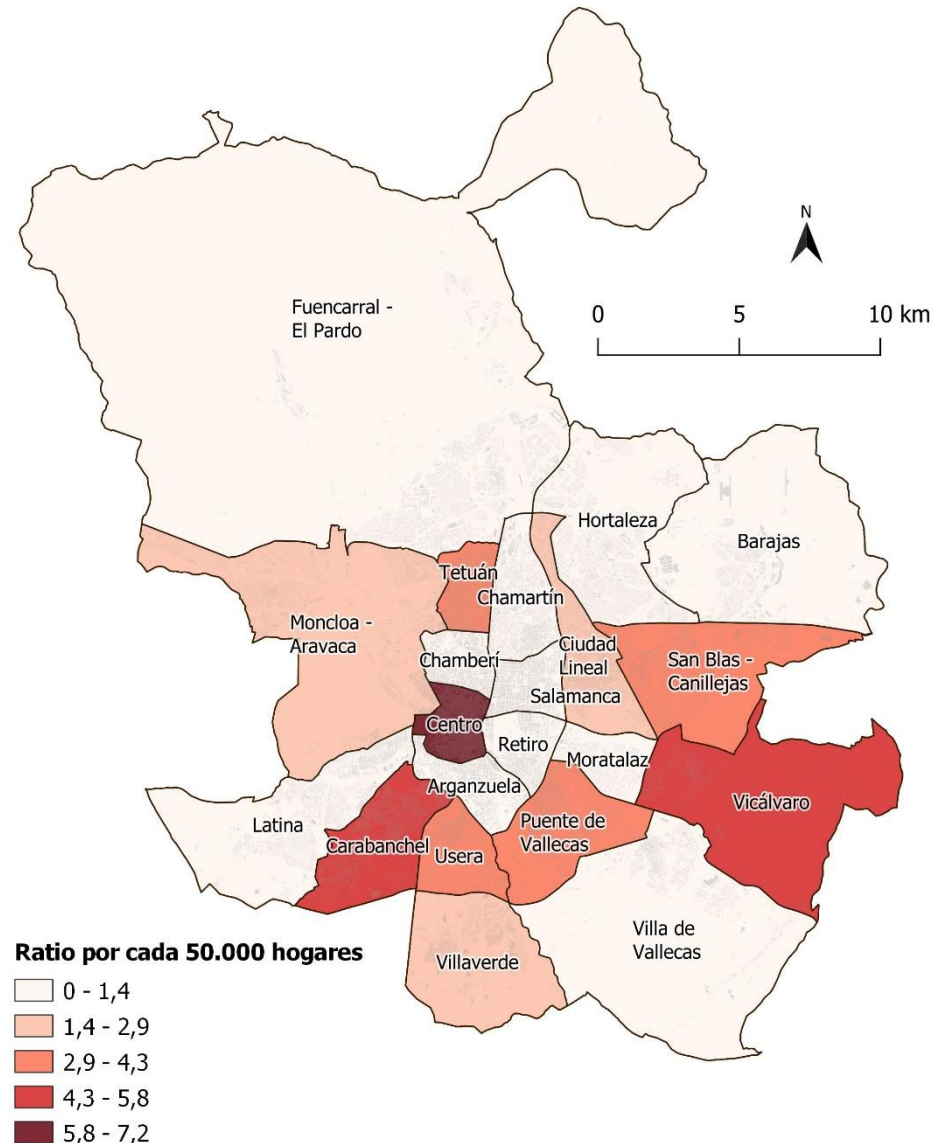 N
0 5 10 km
Fuencarral -
El Pardo
Hortaleza
Barajas
Tetuán
Chamartín
Moncloa -
Aravaca
Ciudad
Lineal
Chamberí
San Blas -
Canillejas
Salamanca
Centro
Retiro
Moratalaz
Arganzuela
Vicálvaro
Latina
Carabanchel
Usera
Puente de
Vallecas
Villa de
Vallecas
Villaverde
Ratio por cada 50.000 hogares
0 - 1,4
1,4 - 2,9
2,9 - 4,3
4,3 - 5,8
5,8 - 7,2